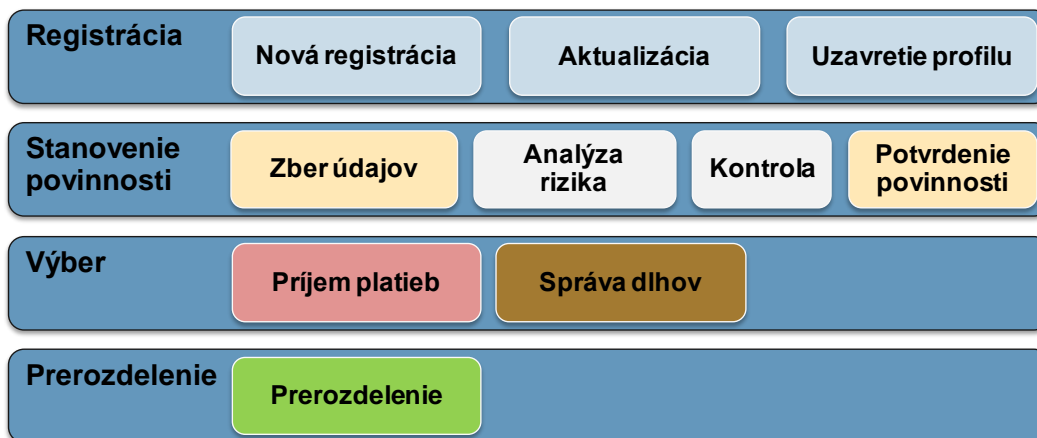 Registrácia
Nová registrácia
Aktualizácia
Uzavretie profilu
Stanovenie
povinnosti
Zber údajov
Analýza
rizika
Kontrola
Potvrdenie
povinnosti
Výber
Príjem platieb
Správa dlhov
Prerozdelenie
Prerozdelenie